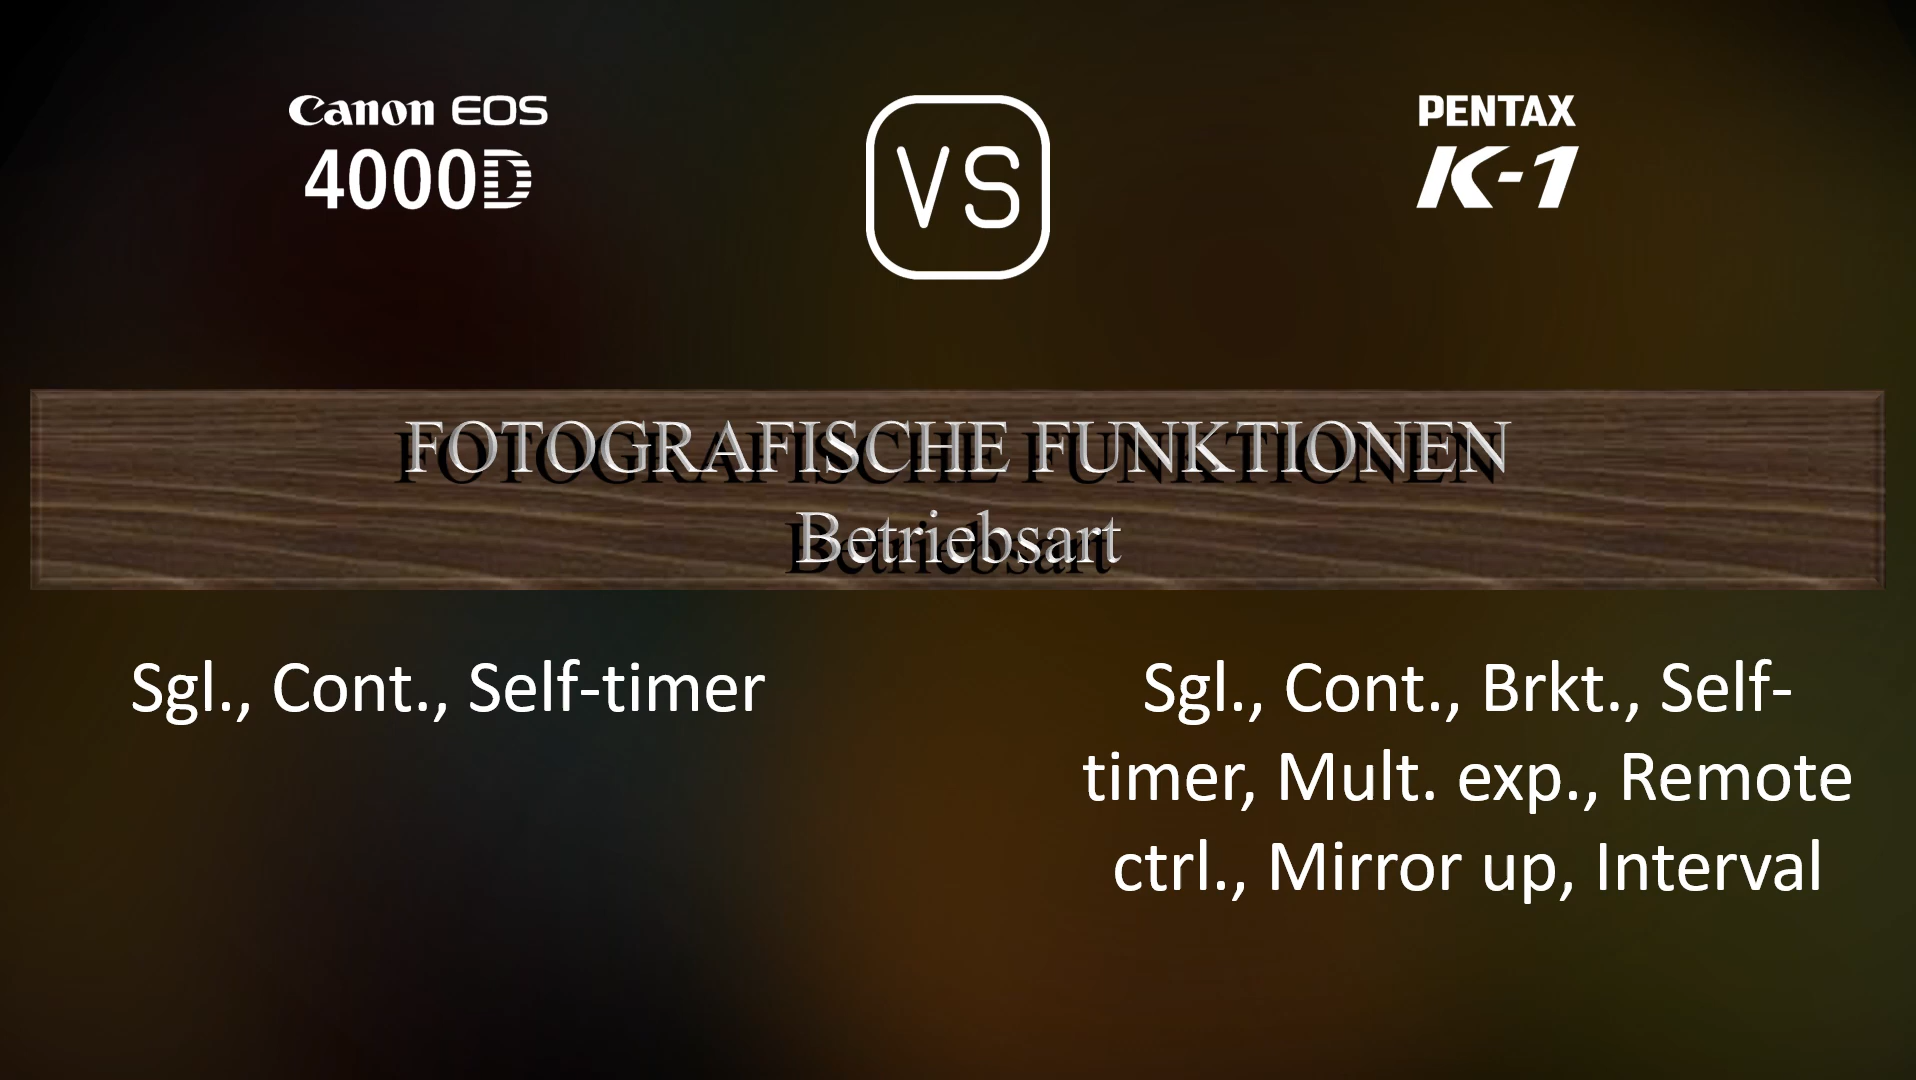 Canon EOS
4000D
VS
PENTAX
K-1
FOTOGRAFISCHE FUNKTIONEN
Betriebsart
Sgl., Cont., Self-timer
Sgl., Cont., Brkt., Self-
timer, Mult. exp., Remote
ctrl., Mirror up, Interval